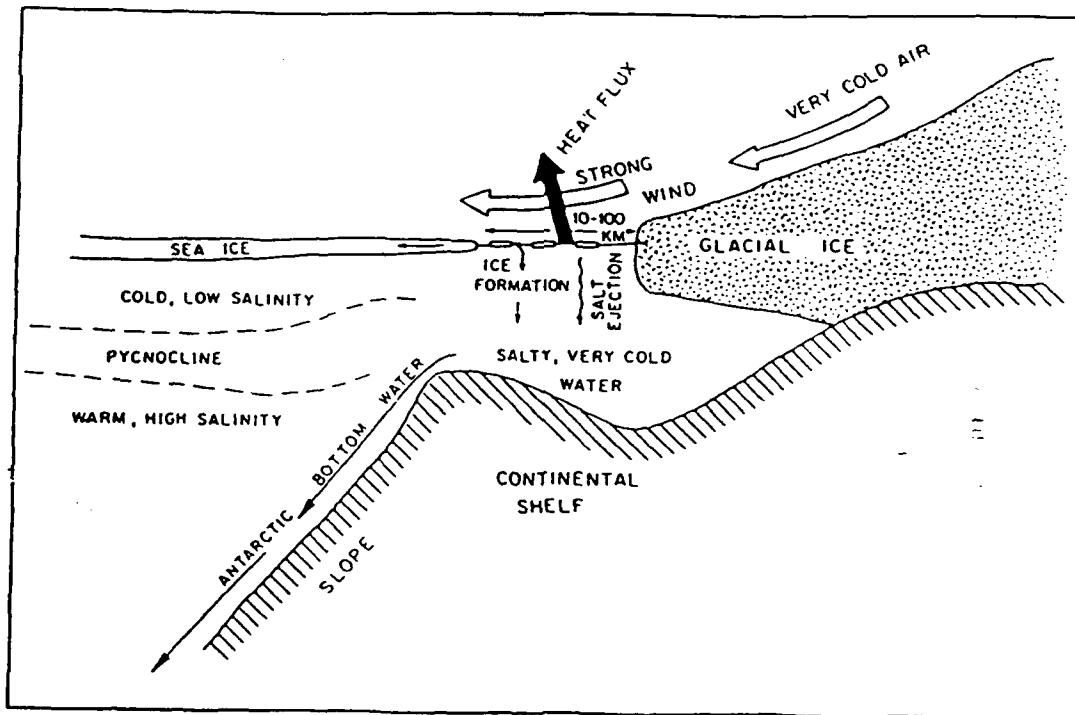 VERY COLD AIR
HEAT FLUX
STRONG
WIND
10-100
KM
SEA ICE
GLACIAL ICE
ICE
FORMATION
SALT
EJECTION
COLD, LOW SALINITY
PYCNOCLINE
SALTY, VERY COLD
WATER
WARM, HIGH SALINITY
ANTARCTIC BOTTOM WATER
CONTINENTAL
SHELF
SLOPE